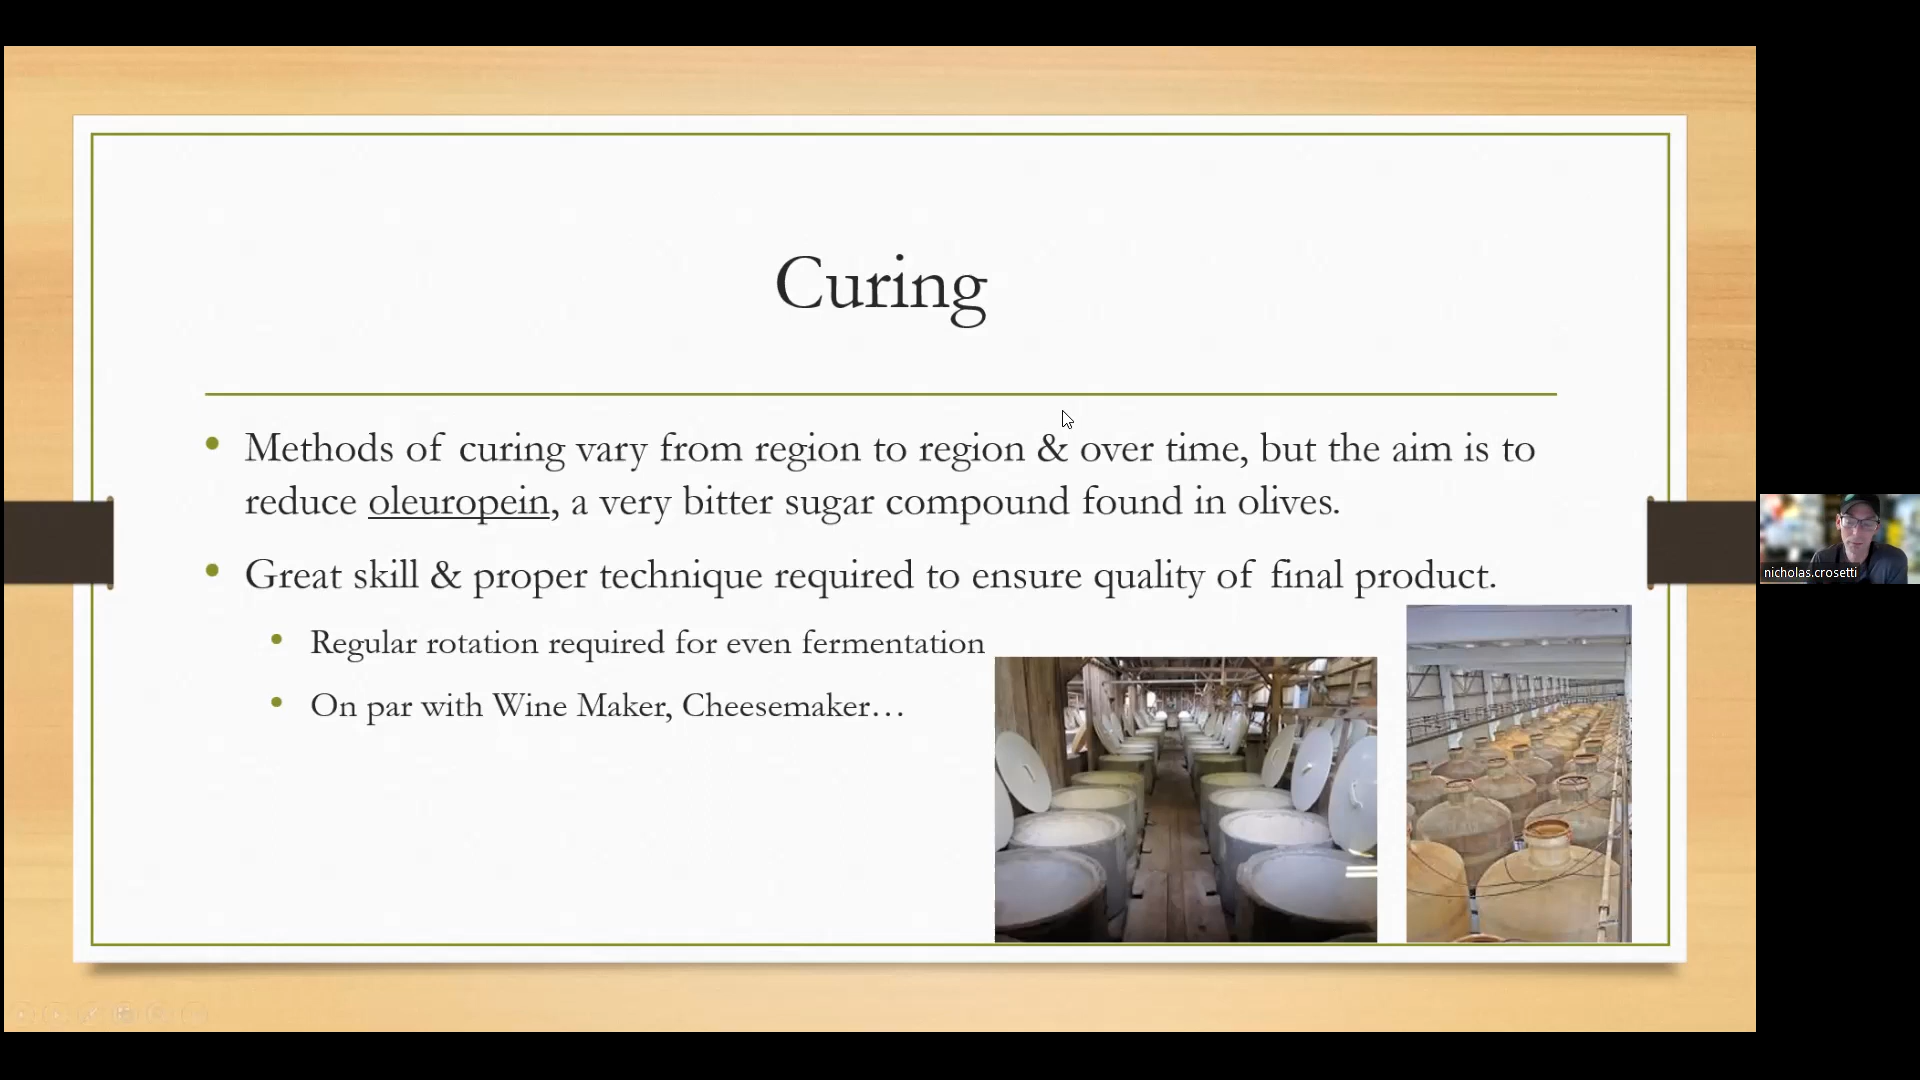 Curing
Methods of curing vary from region to region & over time, but the aim is to
reduce oleuropein, a very bitter sugar compound found in olives.
Great skill & proper technique required to ensure quality of final product.
Regular rotation required for even fermentation
On par with Wine Maker, Cheesemaker…
nicholas.crosetti